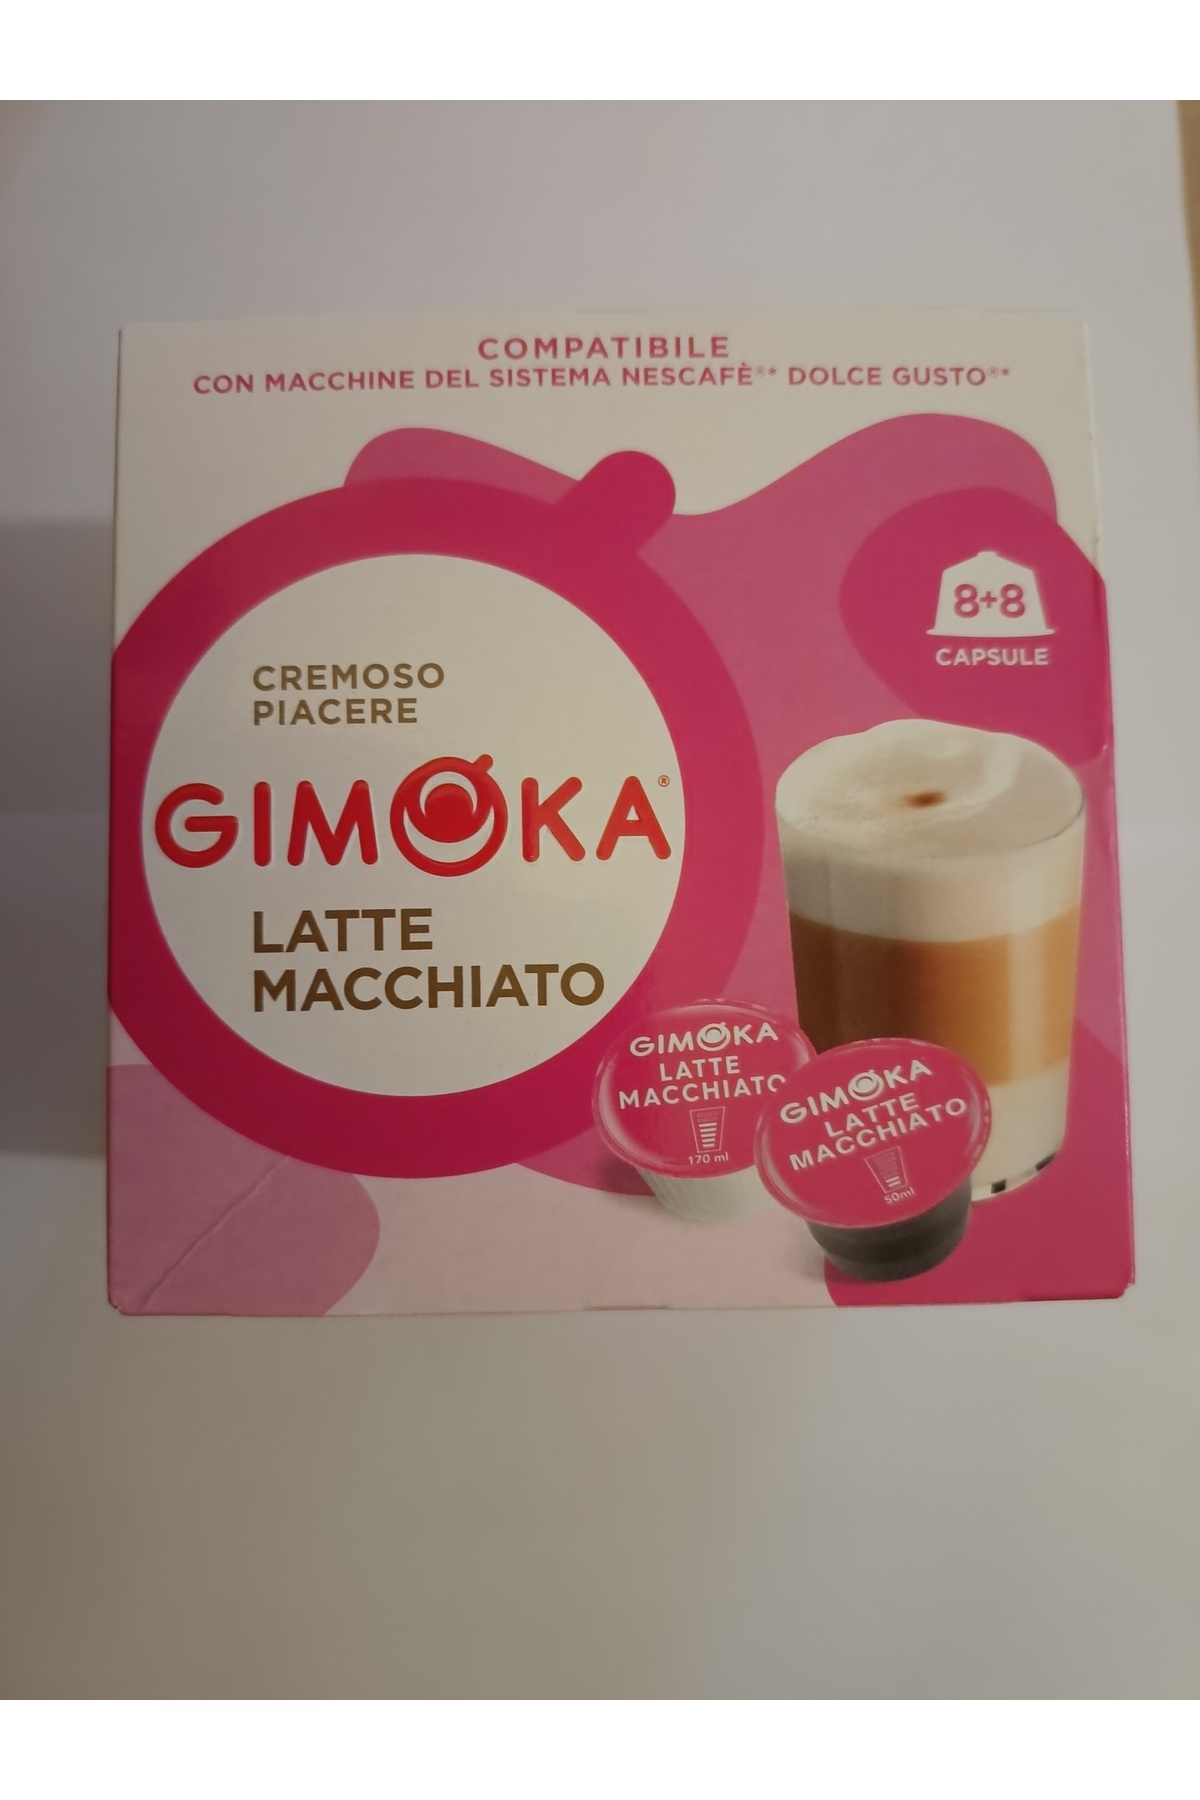 COMPATIBILE
CON MACCHINE DEL SISTEMA NESCAFÈ®* DOLCE GUSTO®*
8+8
CAPSULE
CREMOSO
PIACERE
GIMOKA®
LATTE
MACCHIATO
GIMOKA
LATTE
MACCHIATO
170 ml
GIMOKA
LATTE
MACCHIATO
50ml